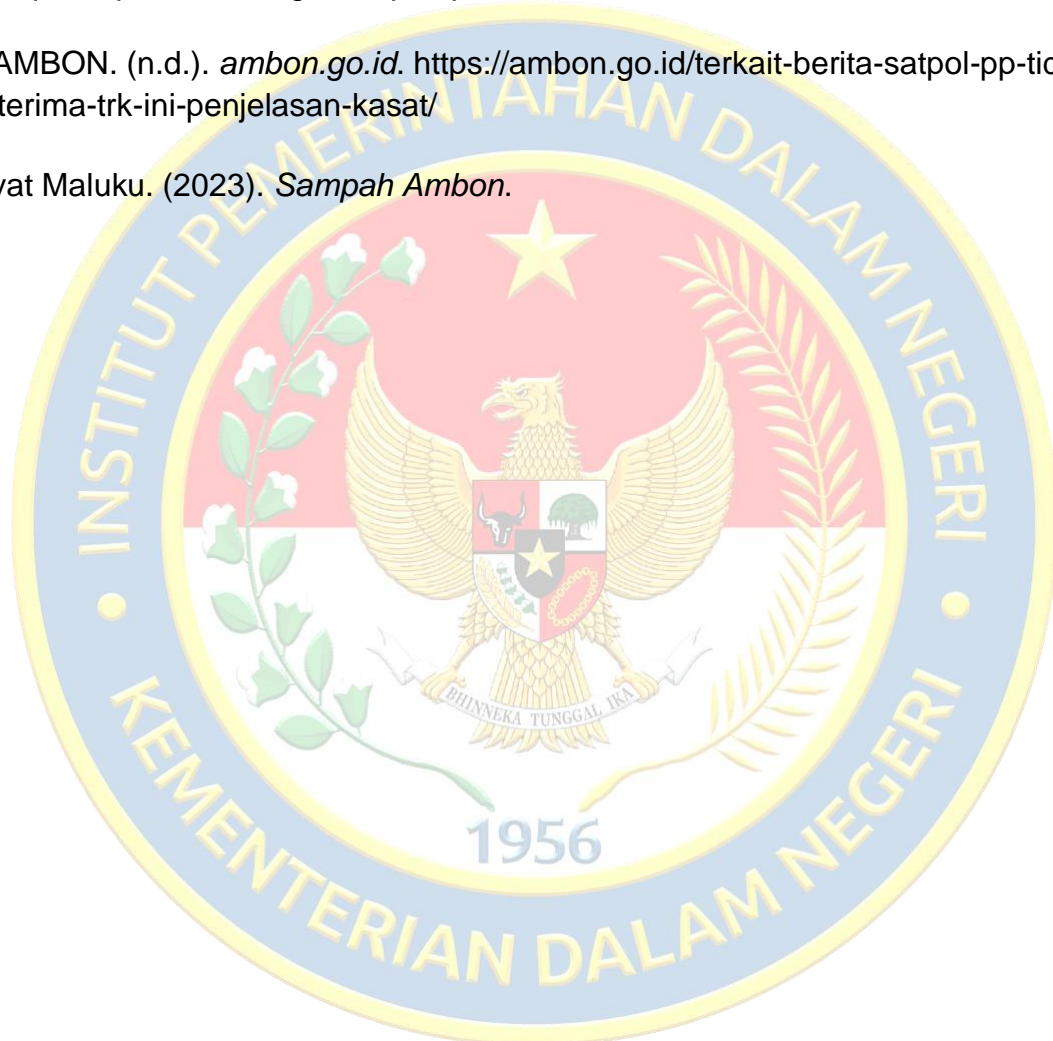 AMBON. (n.d.). ambon.go.id. https://ambon.go.id/terkait-berita-satpol-pp-tid
terima-trk-ini-penjelasan-kasat/
yat Maluku. (2023). Sampah Ambon.
INSTITUT PEMERINTAHAN DALAM NEGERI
BHINNEKA TUNGGAL IKA
1956
KEMENTERIAN DALAM NEGERI